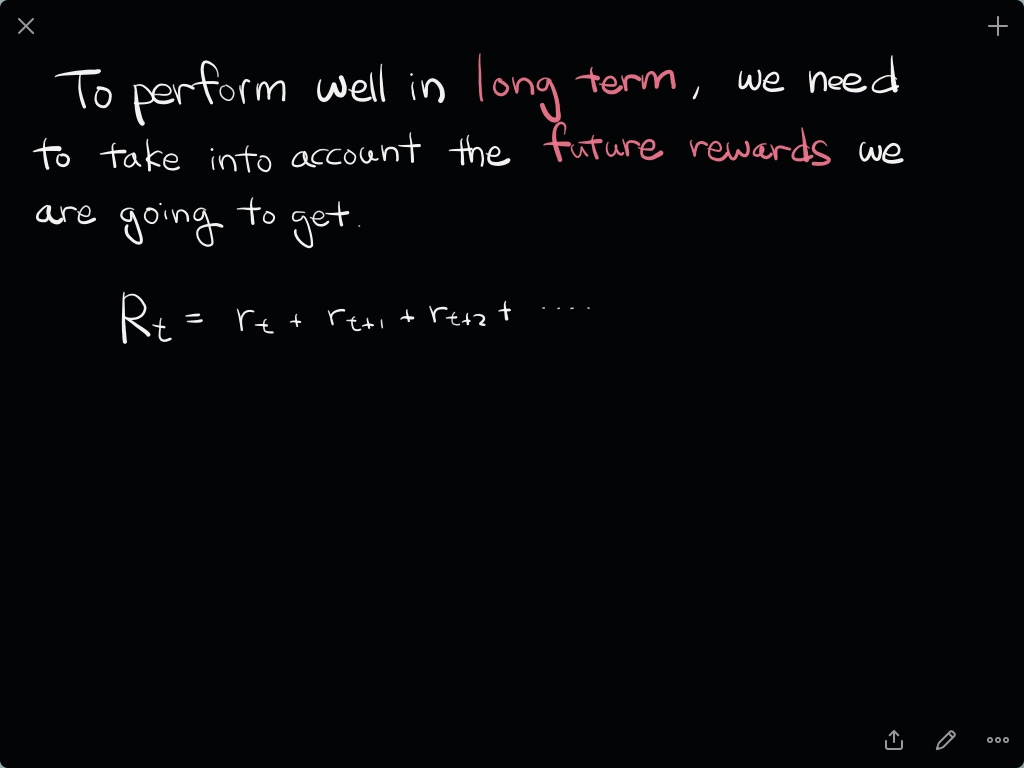 To perform well in long term, we need
to take into account the future rewards we
are going to get.
Rt = rt + rt+1 + rt+2 + ....